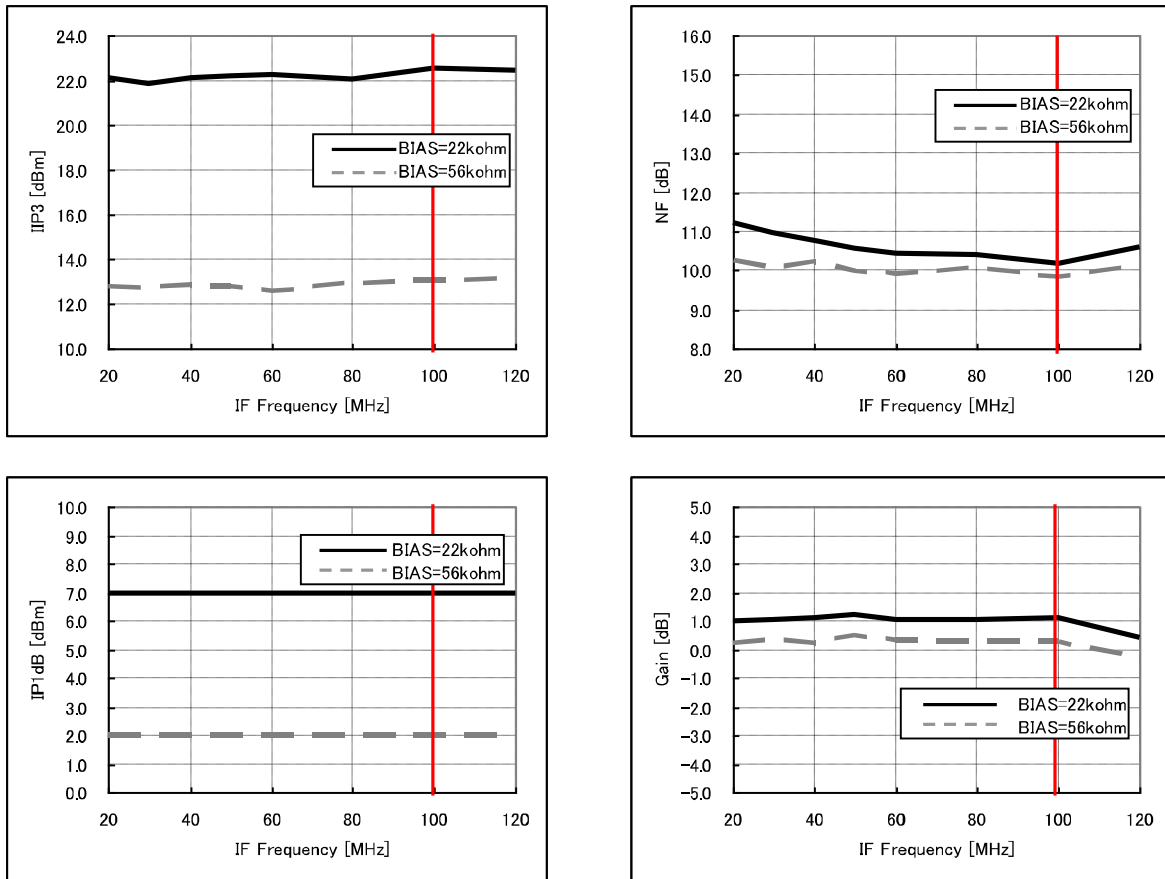 IIP3 [dBm]
24.0
22.0
20.0
18.0
16.0
14.0
12.0
10.0
BIAS=22kohm
BIAS=56kohm
20 40 60 80 100 120
IF Frequency [MHz]
NF [dB]
16.0
15.0
14.0
13.0
12.0
11.0
10.0
9.0
8.0
BIAS=22kohm
BIAS=56kohm
20 40 60 80 100 120
IF Frequency [MHz]
IP1dB [dBm]
10.0
9.0
8.0
7.0
6.0
5.0
4.0
3.0
2.0
1.0
0.0
BIAS=22kohm
BIAS=56kohm
20 40 60 80 100 120
IF Frequency [MHz]
Gain [dB]
5.0
4.0
3.0
2.0
1.0
0.0
-1.0
-2.0
-3.0
-4.0
-5.0
BIAS=22kohm
BIAS=56kohm
20 40 60 80 100 120
IF Frequency [MHz]